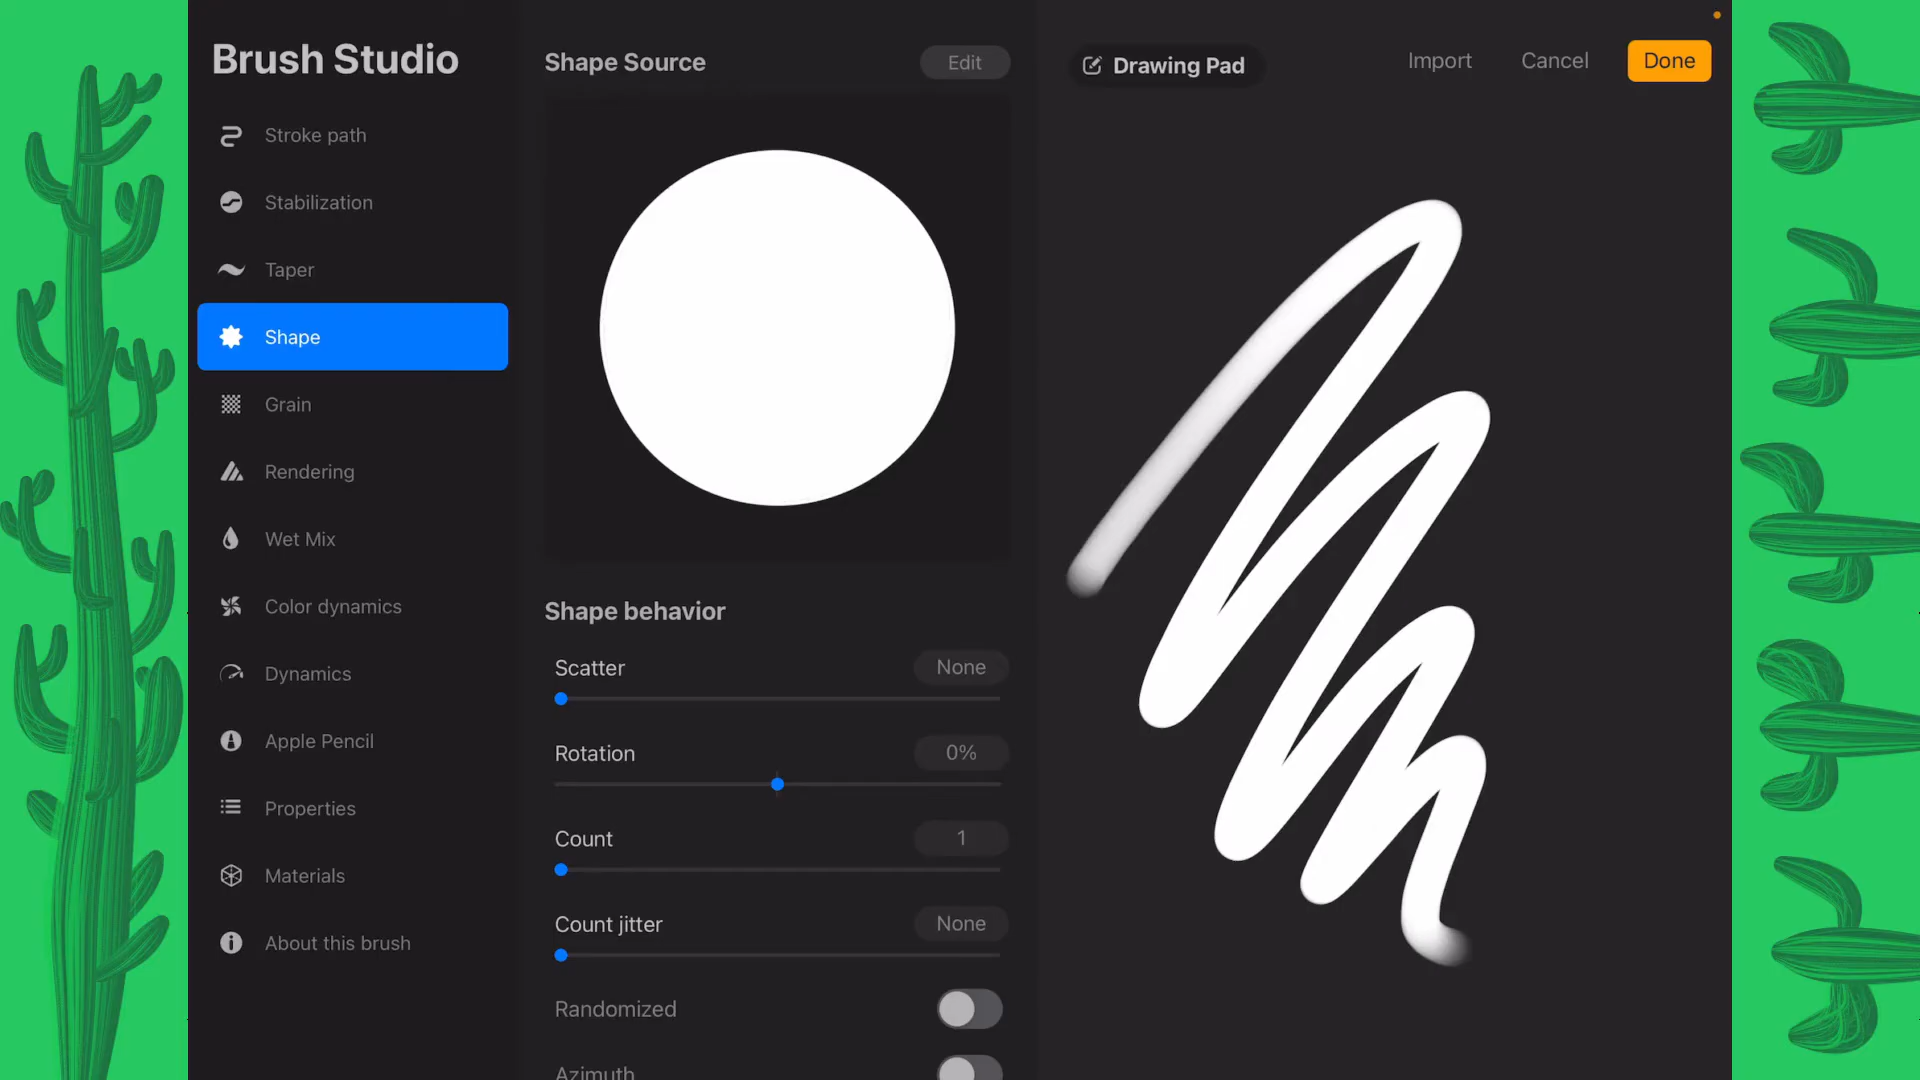 Brush Studio
Stroke path
Stabilization
Taper
Shape
Grain
Rendering
Wet Mix
Color dynamics
Dynamics
Apple Pencil
Properties
Materials
About this brush
Shape Source
Edit
Shape behavior
Scatter
None
Rotation
0%
Count
1
Count jitter
None
Randomized
Azimuth
Drawing Pad
Import
Cancel
Done